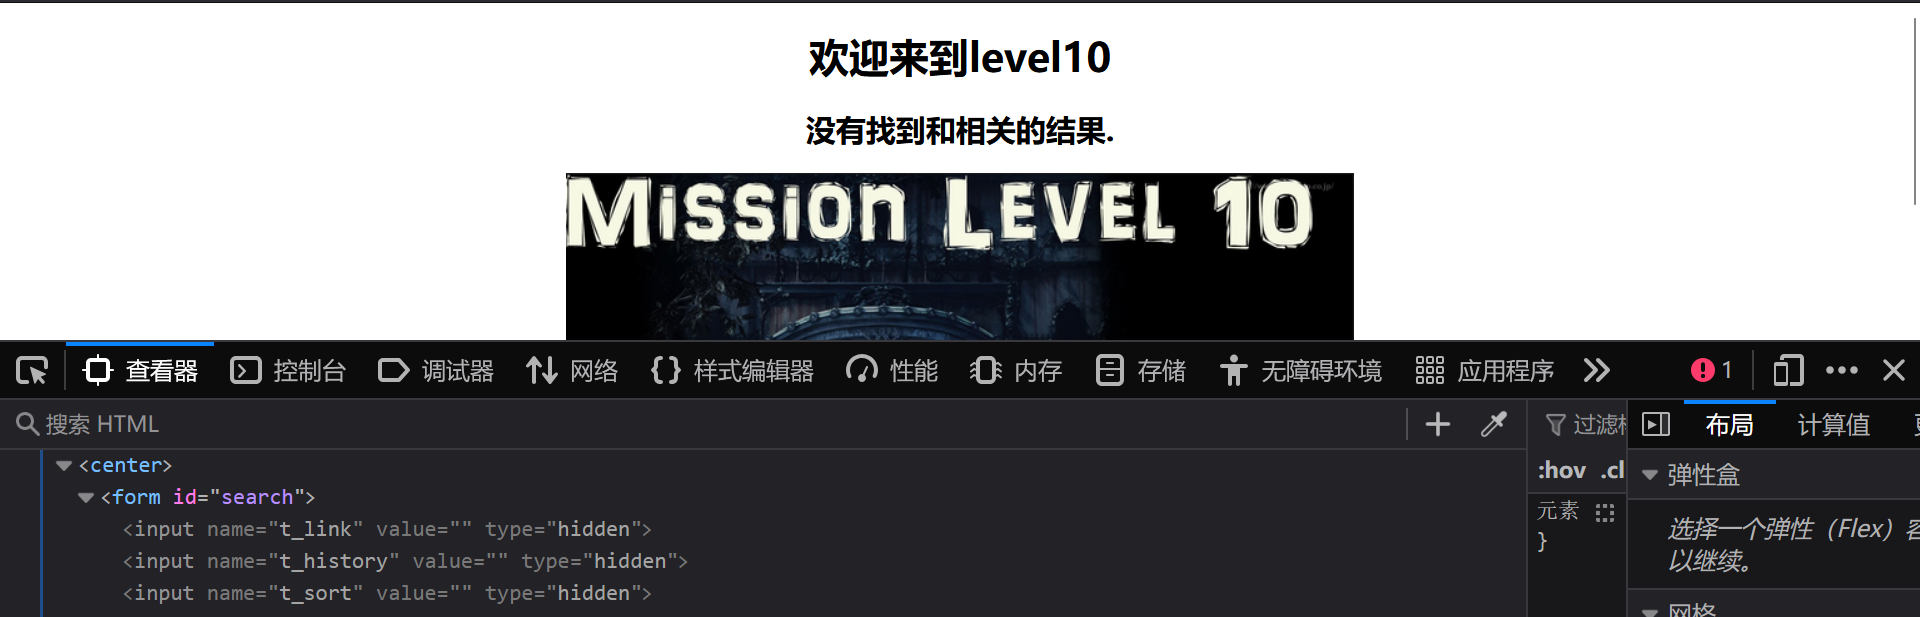 欢迎来到level10
没有找到和相关的结果.
Mission Level 10
查看器 控制台 调试器 网络 {} 样式编辑器 性能 内存 存储 无障碍环境 应用程序 1
搜索 HTML
过滤
布局 计算值
<center>
:hov .cl
弹性盒
<form id="search">
元素
<input name="t_link" value="" type="hidden">
选择一个弹性（Flex）容
}
<input name="t_history" value="" type="hidden">
以继续。
<input name="t_sort" value="" type="hidden">
网格